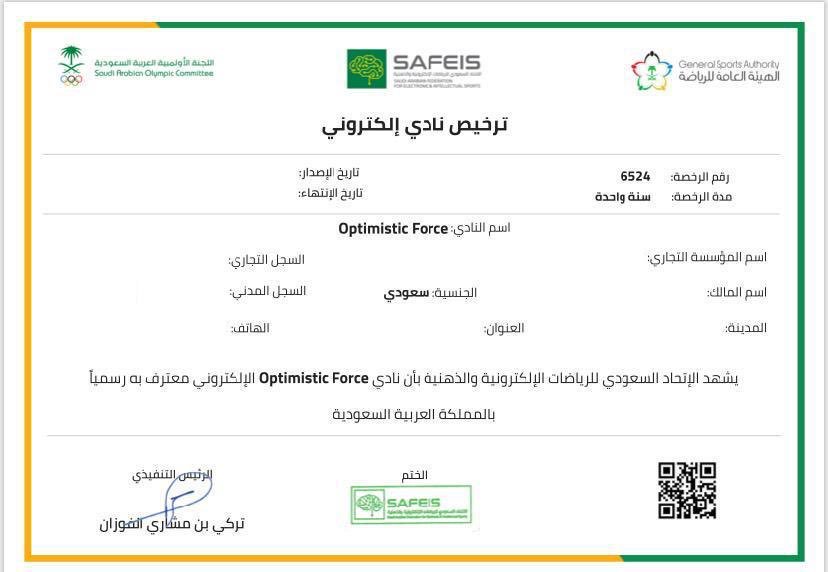 اللجنة الأولمبية العربية السعودية
Saudi Arabian Olympic Committee
SAFEIS
الاتحاد السعودي للرياضات الإلكترونية والذهنية
SAUDI ARABIAN FEDERATION
FOR ELECTRONIC & INTELLECTUAL SPORTS
General Sports Authority
الهيئة العامة للرياضة
ترخيص نادي إلكتروني
رقم الرخصة: 6524
تاريخ الإصدار:
مدة الرخصة: سنة واحدة
تاريخ الإنتهاء:
اسم النادي: Optimistic Force
اسم المؤسسة التجاري:
السجل التجاري:
اسم المالك:
الجنسية: سعودي
السجل المدني:
المدينة:
العنوان:
الهاتف:
يشهد الإتحاد السعودي للرياضات الإلكترونية والذهنية بأن نادي Optimistic Force الإلكتروني معترف به رسمياً
بالمملكة العربية السعودية
الختم
SAFEIS
الرئيس التنفيذي
تركي بن مشاري الفوزان